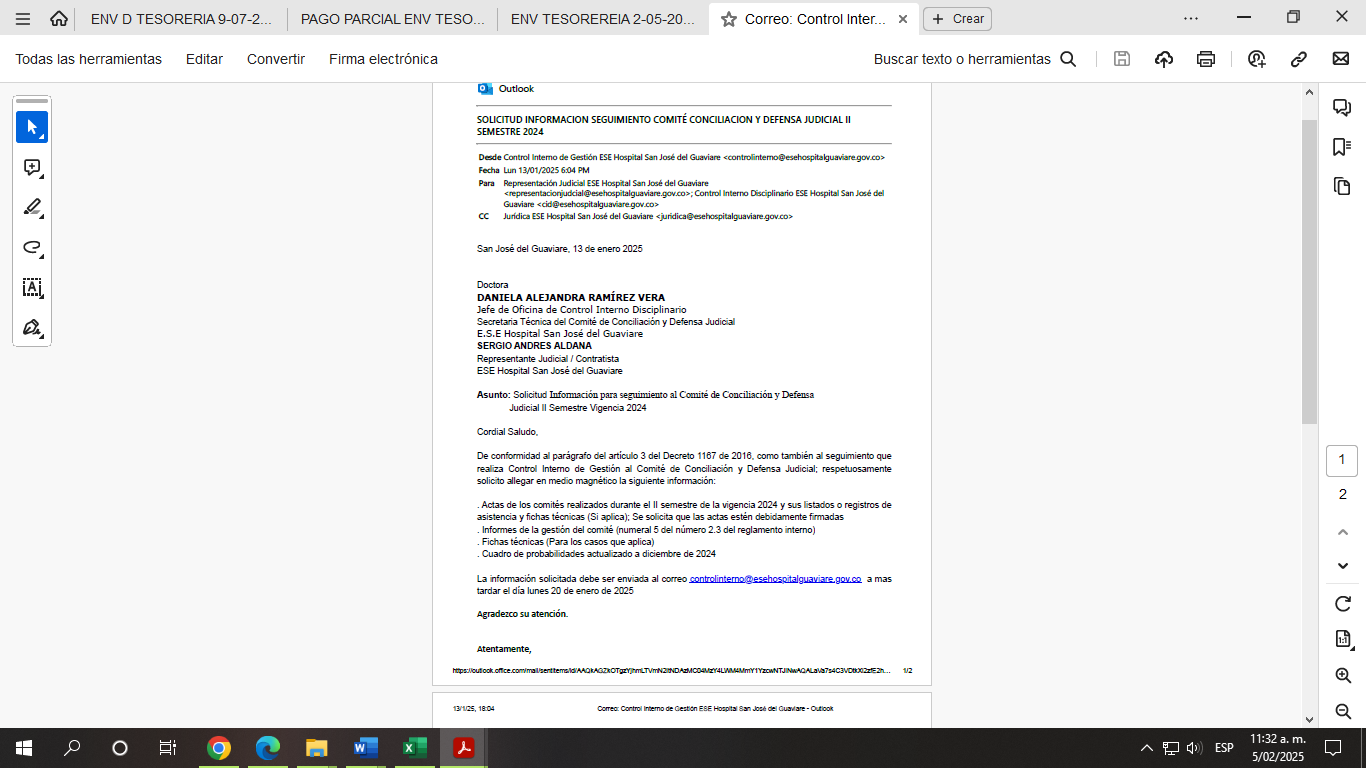 ENV D TESORERIA 9-07-2...
PAGO PARCIAL ENV TESO...
ENV TESOREREIA 2-05-20...
Correo: Control Inter...
Crear
Todas las herramientas
Editar
Convertir
Firma electrónica
Buscar texto o herramientas
Outlook
SOLICITUD INFORMACION SEGUIMIENTO COMITÉ CONCILIACION Y DEFENSA JUDICIAL II
SEMESTRE 2024
Desde Control Interno de Gestión ESE Hospital San José del Guaviare <controlinterno@esehospitalguaviare.gov.co>
Fecha Lun 13/01/2025 6:04 PM
Para Representación Judicial ESE Hospital San José del Guaviare
<representacionjudcial@esehospitalguaviare.gov.co>; Control Interno Disciplinario ESE Hospital San José del
Guaviare <cid@esehospitalguaviare.gov.co>
CC Jurídica ESE Hospital San José del Guaviare <juridica@esehospitalguaviare.gov.co>
San José del Guaviare, 13 de enero 2025
Doctora
DANIELA ALEJANDRA RAMÍREZ VERA
Jefe de Oficina de Control Interno Disciplinario
Secretaria Técnica del Comité de Conciliación y Defensa Judicial
E.S.E Hospital San José del Guaviare
SERGIO ANDRES ALDANA
Representante Judicial / Contratista
ESE Hospital San José del Guaviare
Asunto: Solicitud Información para seguimiento al Comité de Conciliación y Defensa
Judicial II Semestre Vigencia 2024
Cordial Saludo,
De conformidad al parágrafo del artículo 3 del Decreto 1167 de 2016, como también al seguimiento que
realiza Control Interno de Gestión al Comité de Conciliación y Defensa Judicial; respetuosamente
solicito allegar en medio magnético la siguiente información:
. Actas de los comités realizados durante el II semestre de la vigencia 2024 y sus listados o registros de
asistencia y fichas técnicas (Si aplica); Se solicita que las actas estén debidamente firmadas
. Informes de la gestión del comité (numeral 5 del número 2.3 del reglamento interno)
. Fichas técnicas (Para los casos que aplica)
. Cuadro de probabilidades actualizado a diciembre de 2024
La información solicitada debe ser enviada al correo controlinterno@esehospitalguaviare.gov.co a mas
tardar el día lunes 20 de enero de 2025
Agradezco su atención.
Atentamente,
1/2
13/1/25, 18:04
Correo: Control Interno de Gestión ESE Hospital San José del Guaviare - Outlook
1
2
1:1
ESP
11:32 a. m.
5/02/2025